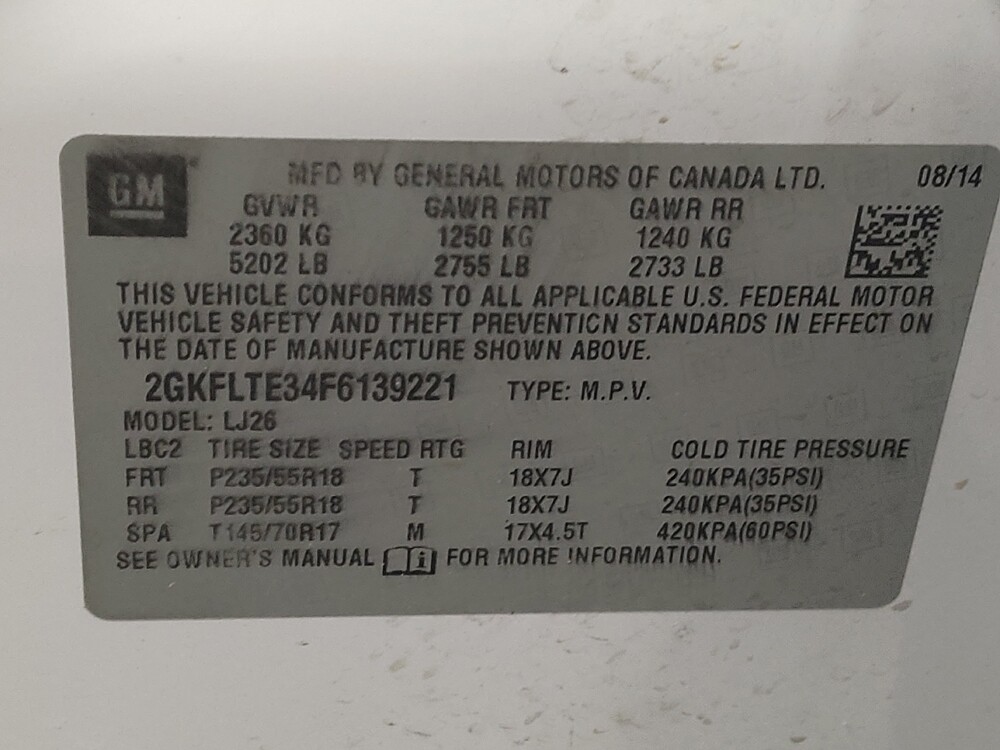 GM
MFD BY GENERAL MOTORS OF CANADA LTD. 08/14
GVWR GAWR FRT GAWR RR
2360 KG 1250 KG 1240 KG
5202 LB 2755 LB 2733 LB
THIS VEHICLE CONFORMS TO ALL APPLICABLE U.S. FEDERAL MOTOR
VEHICLE SAFETY AND THEFT PREVENTION STANDARDS IN EFFECT ON
THE DATE OF MANUFACTURE SHOWN ABOVE.
2GKFLTE34F6139221 TYPE: M.P.V.
MODEL: LJ26
LBC2 TIRE SIZE SPEED RTG RIM COLD TIRE PRESSURE
FRT P235/55R18 T 18X7J 240KPA(35PSI)
RR P235/55R18 T 18X7J 240KPA(35PSI)
SPA T145/70R17 M 17X4.5T 420KPA(60PSI)
SEE OWNER'S MANUAL i FOR MORE INFORMATION.